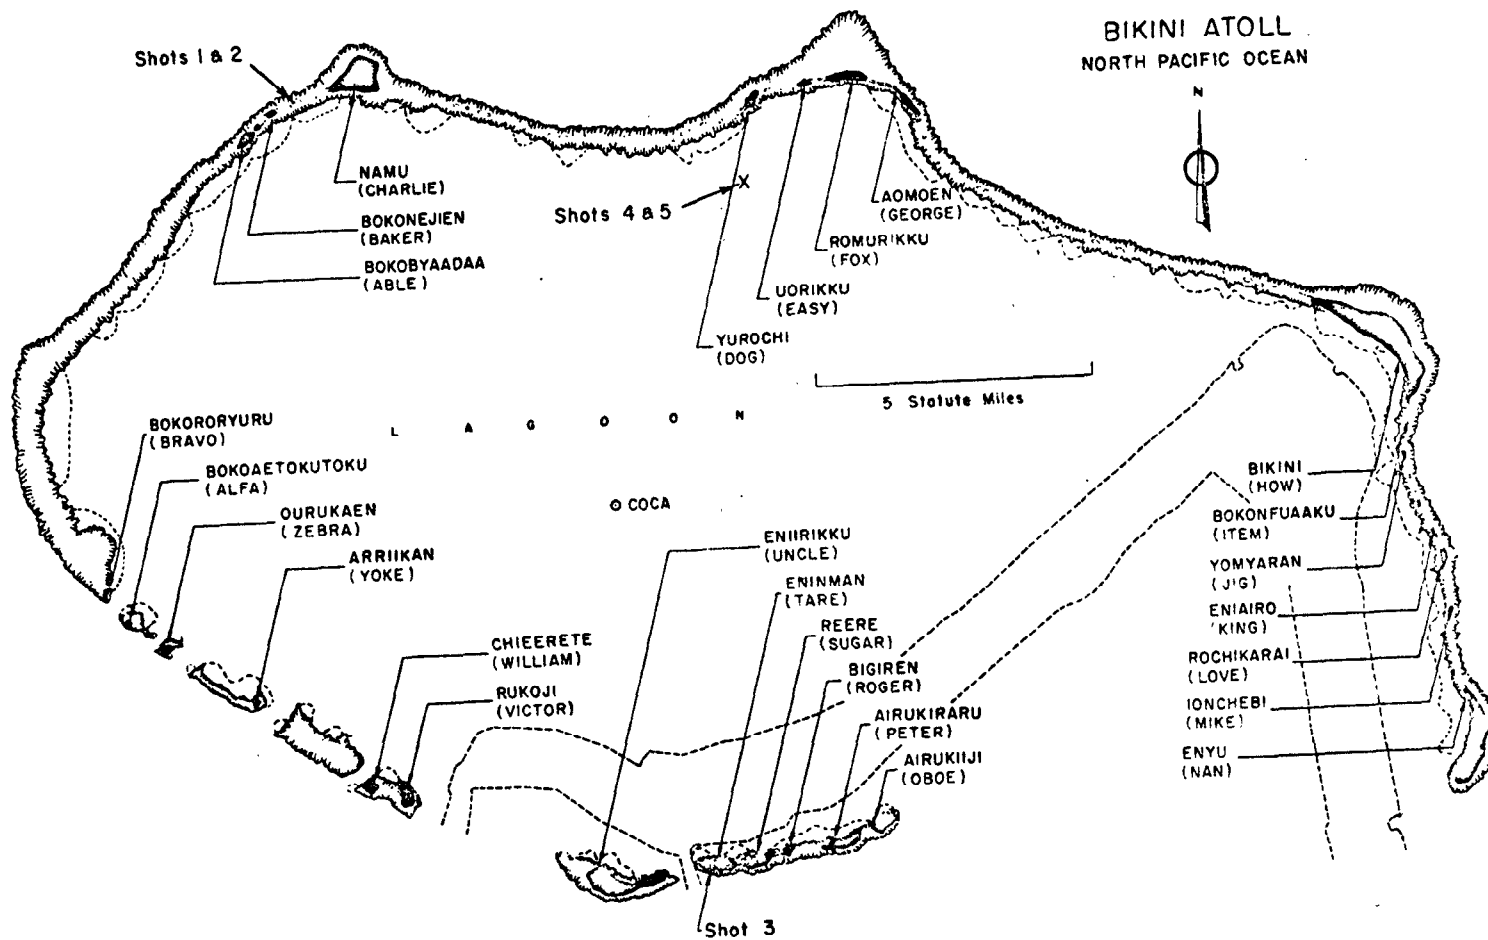 BIKINI ATOLL
NORTH PACIFIC OCEAN
N
Shots 1 & 2
NAMU
(CHARLIE)
BOKONEJIEN
(BAKER)
BOKOBYAADAA
(ABLE)
Shots 4 & 5
X
AOMOEN
(GEORGE)
ROMURIKKU
(FOX)
UORIKKU
(EASY)
YUROCHI
(DOG)
5 Statute Miles
L A G O O N
BOKORORYURU
(BRAVO)
BOKOAETOKUTOKU
(ALFA)
OURUKAEN
(ZEBRA)
ARRIIKAN
(YOKE)
COCA
CHIEERETE
(WILLIAM)
RUKOJI
(VICTOR)
ENIIRIKKU
(UNCLE)
ENINMAN
(TARE)
REERE
(SUGAR)
BIGIREN
(ROGER)
AIRUKIRARU
(PETER)
AIRUKIIJI
(OBOE)
BIKINI
(HOW)
BOKONFUAAKU
(ITEM)
YOMYARAN
(JIG)
ENIAIRO
(KING)
ROCHIKARAI
(LOVE)
IONCHEBI
(MIKE)
ENYU
(NAN)
Shot 3